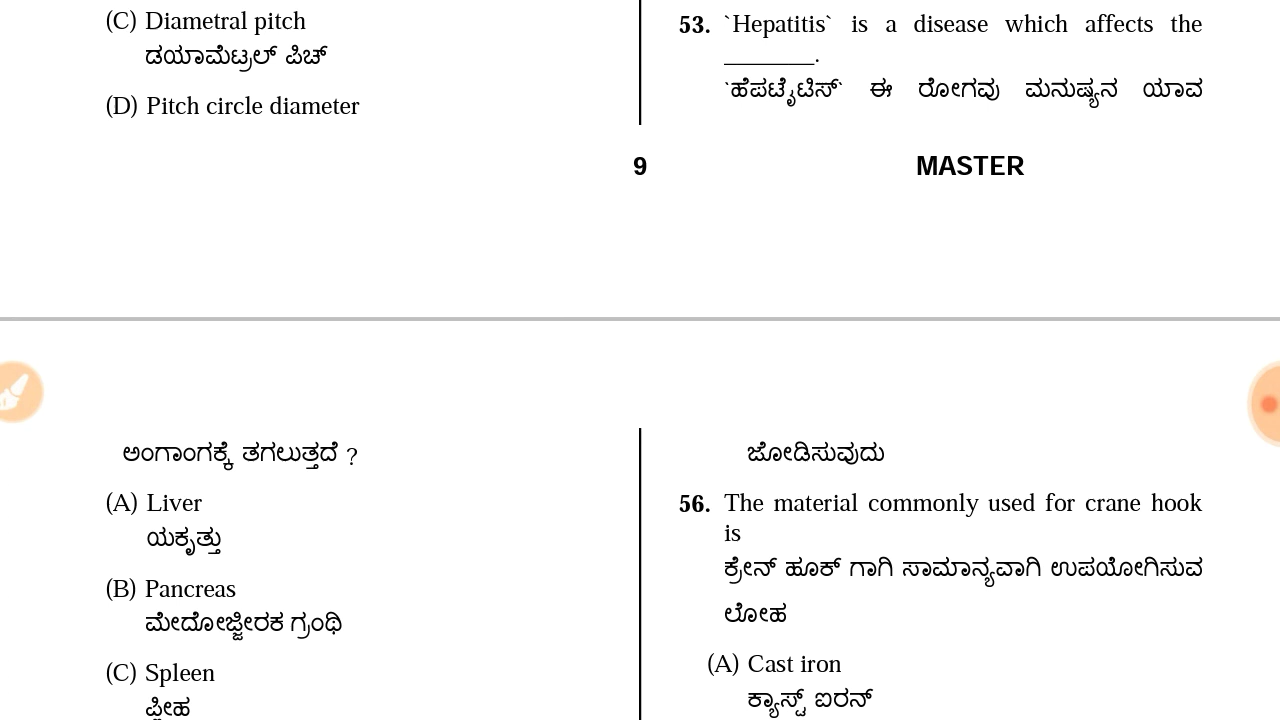 (C) Diametral pitch
ಡಯಾಮೆಟ್ರಲ್ ಪಿಚ್
(D) Pitch circle diameter
53. `Hepatitis` is a disease which affects the
_______.
`ಹೆಪಟೈಟಿಸ್` ಈ ರೋಗವು ಮನುಷ್ಯನ ಯಾವ
9 MASTER
ಅಂಗಾಂಗಕ್ಕೆ ತಗಲುತ್ತದೆ ?
(A) Liver
ಯಕೃತ್ತು
(B) Pancreas
ಮೇದೋಜ್ಜೀರಕ ಗ್ರಂಥಿ
(C) Spleen
ಪ್ಲೀಹ
ಜೋಡಿಸುವುದು
56. The material commonly used for crane hook
is
ಕ್ರೇನ್ ಹೂಕ್ ಗಾಗಿ ಸಾಮಾನ್ಯವಾಗಿ ಉಪಯೋಗಿಸುವ
ಲೋಹ
(A) Cast iron
ಕ್ಯಾಸ್ಟ್ ಐರನ್